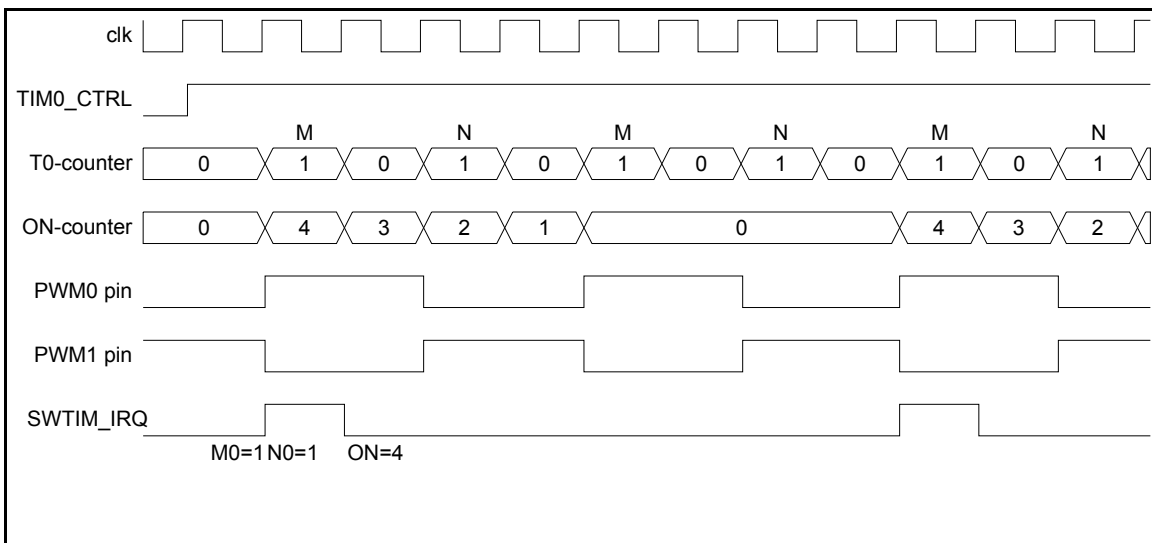 clk
TIM0_CTRL
M N M N M N
T0-counter 0 1 0 1 0 1 0 1 0 1 0 1
ON-counter 0 4 3 2 1 0 4 3 2
PWM0 pin
PWM1 pin
SWTIM_IRQ
M0=1 N0=1 ON=4